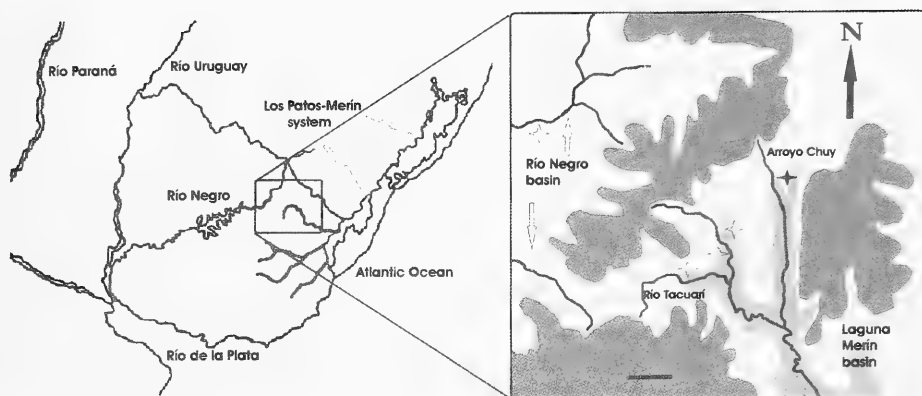 Río Paraná
Río Uruguay
Los Patos-Merín
system
Río Negro
Atlantic Ocean
Río de la Plata
N
Arroyo Chuy
Río Negro
basin
Río Tacuarí
Laguna
Merín
basin